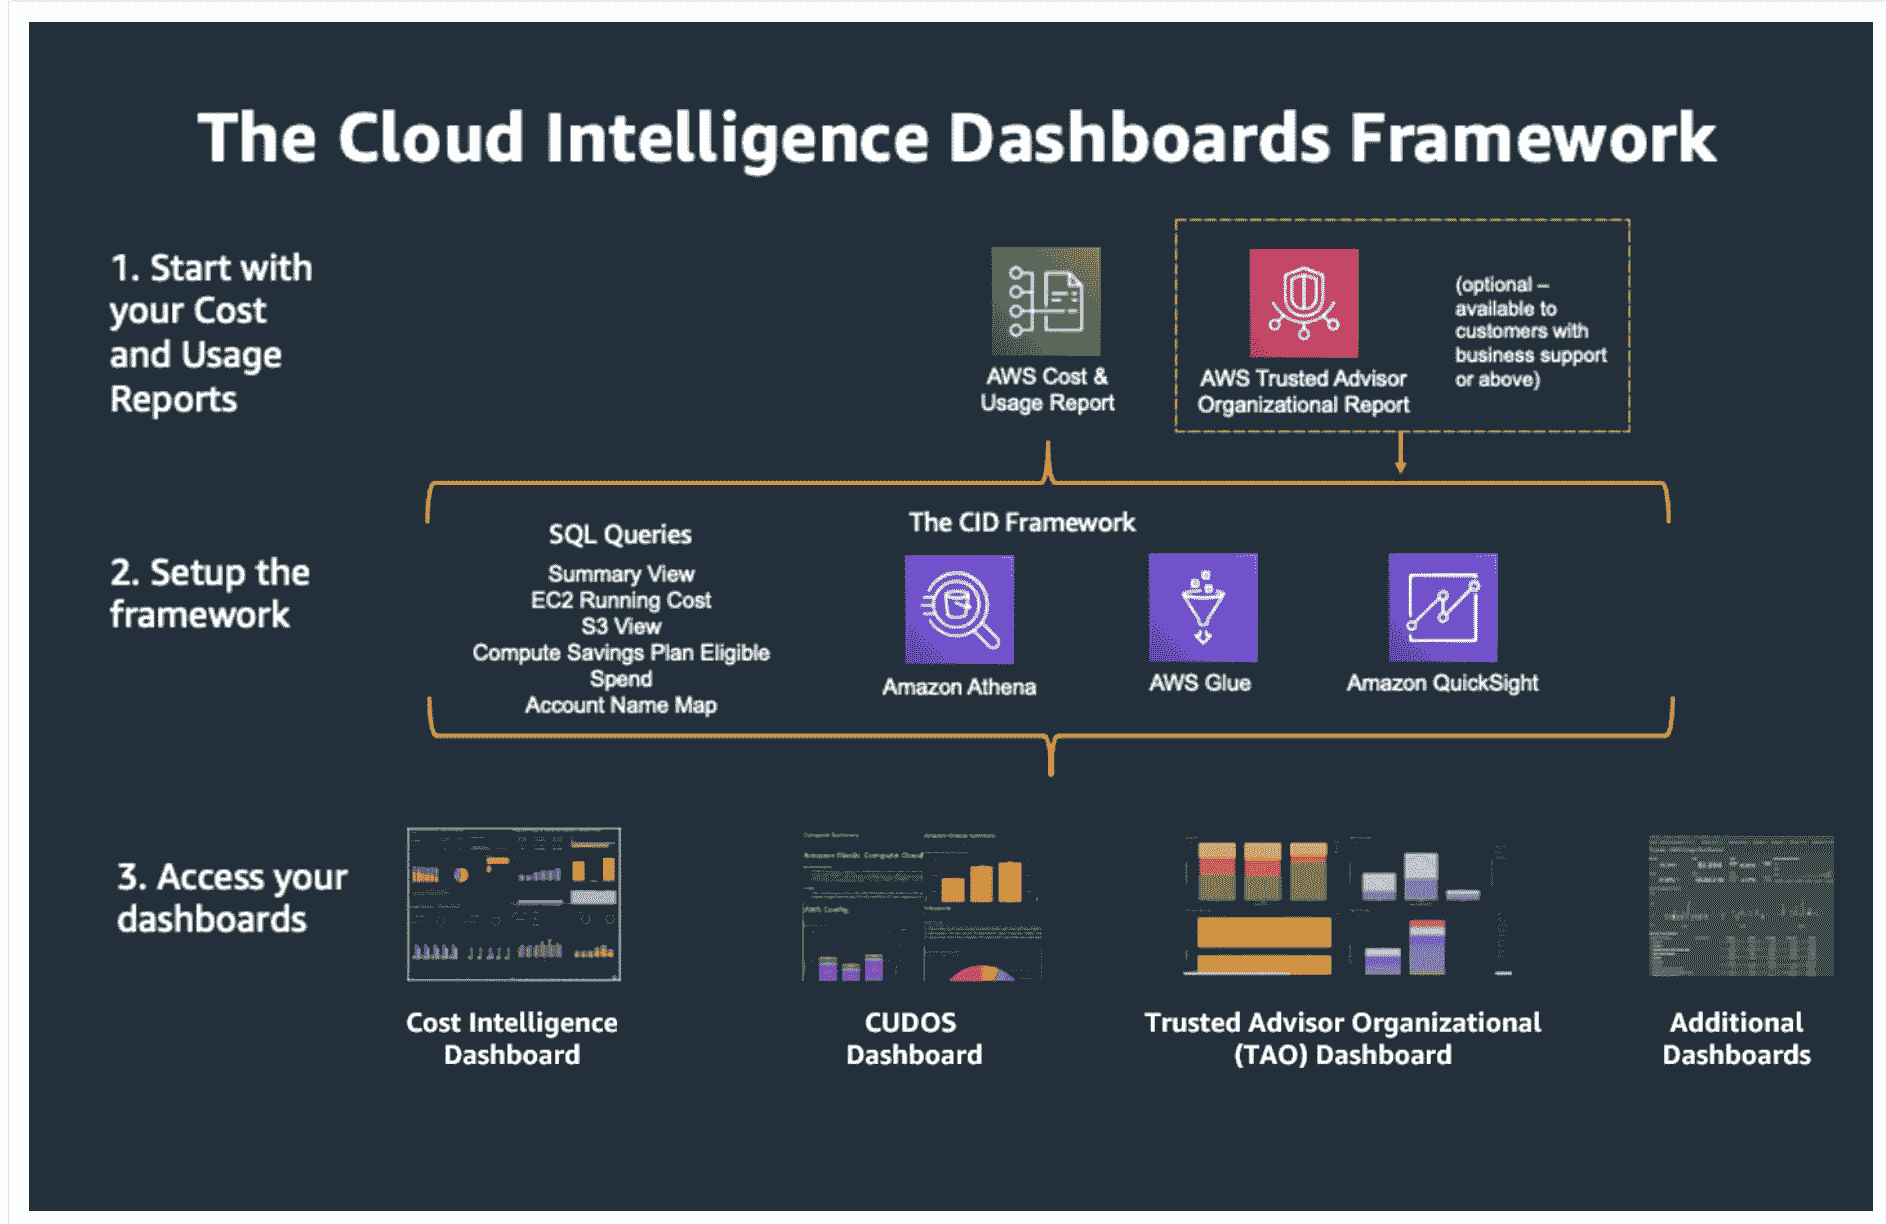 The Cloud Intelligence Dashboards Framework
1. Start with
your Cost
and Usage
Reports
AWS Cost &
Usage Report
AWS Trusted Advisor
Organizational Report
(optional –
available to
customers with
business support
or above)
2. Setup the
framework
SQL Queries
Summary View
EC2 Running Cost
S3 View
Compute Savings Plan Eligible
Spend
Account Name Map
The CID Framework
Amazon Athena
AWS Glue
Amazon QuickSight
3. Access your
dashboards
Cost Intelligence
Dashboard
CUDOS
Dashboard
Trusted Advisor Organizational
(TAO) Dashboard
Additional
Dashboards